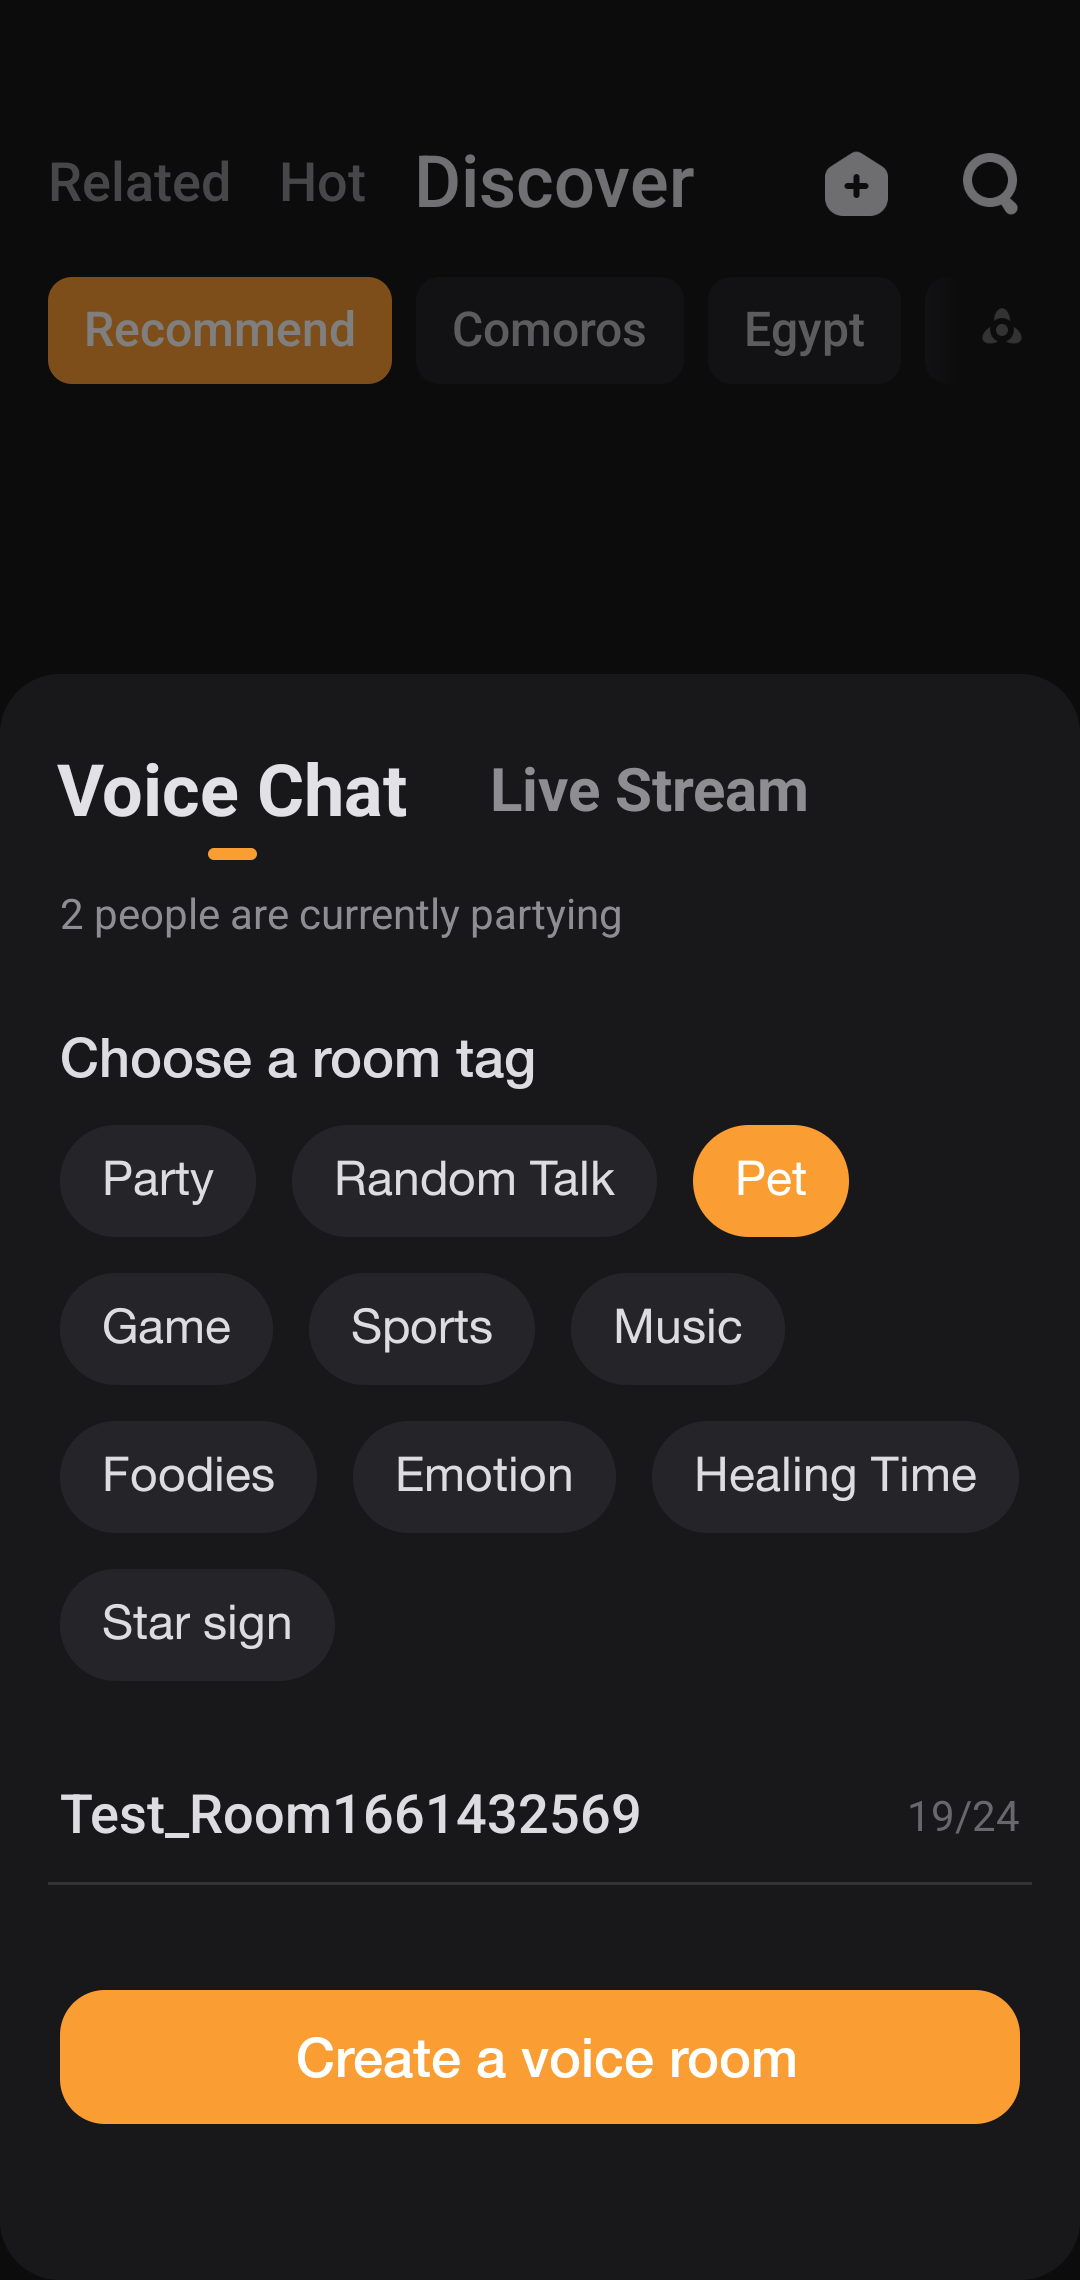 Related Hot Discover
Recommend Comoros Egypt
Voice Chat Live Stream
2 people are currently partying
Choose a room tag
Party Random Talk Pet
Game Sports Music
Foodies Emotion Healing Time
Star sign
Test_Room1661432569 19/24
Create a voice room